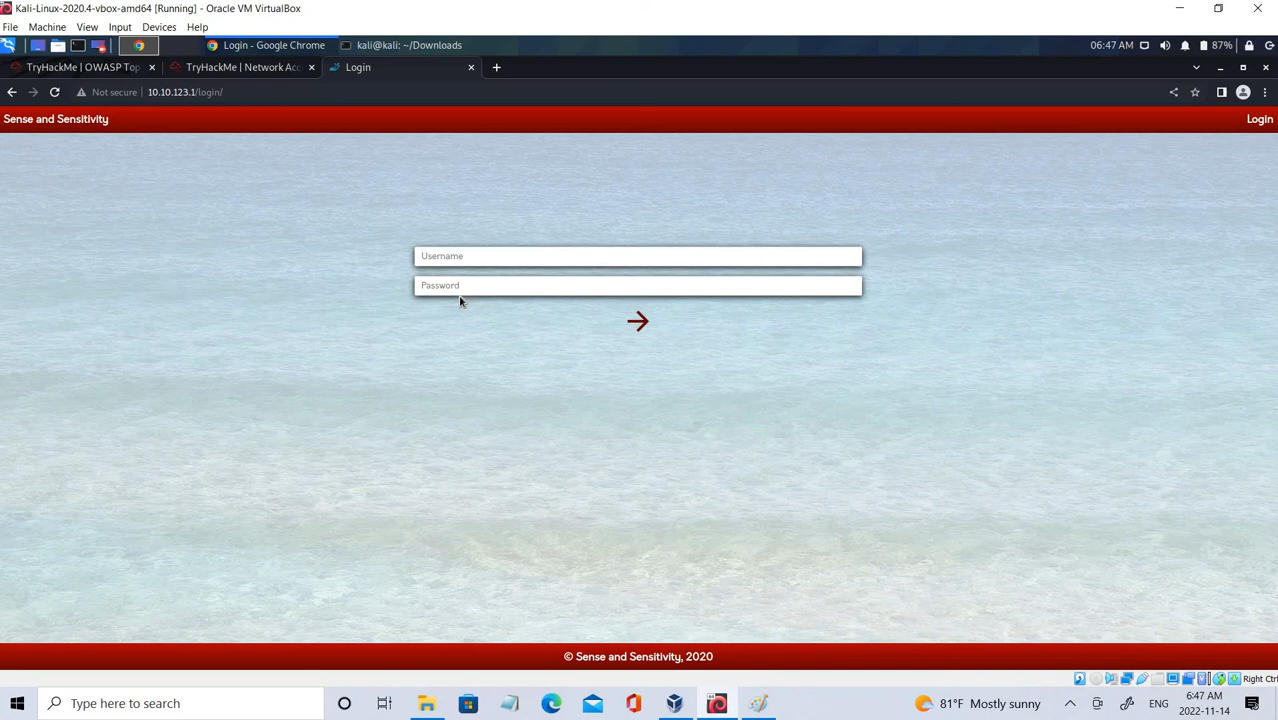 Kali-Linux-2020.4-vbox-amd64 [Running] - Oracle VM VirtualBox
File Machine View Input Devices Help
Login - Google Chrome kali@kali: ~/Downloads 06:47 AM 87%
TryHackMe | OWASP Top TryHackMe | Network Acc Login
Not secure 10.10.123.1/login/
Sense and Sensitivity Login
Username
Password
© Sense and Sensitivity, 2020
Right Ctrl
Type here to search 81°F Mostly sunny ENG 6:47 AM
2022-11-14